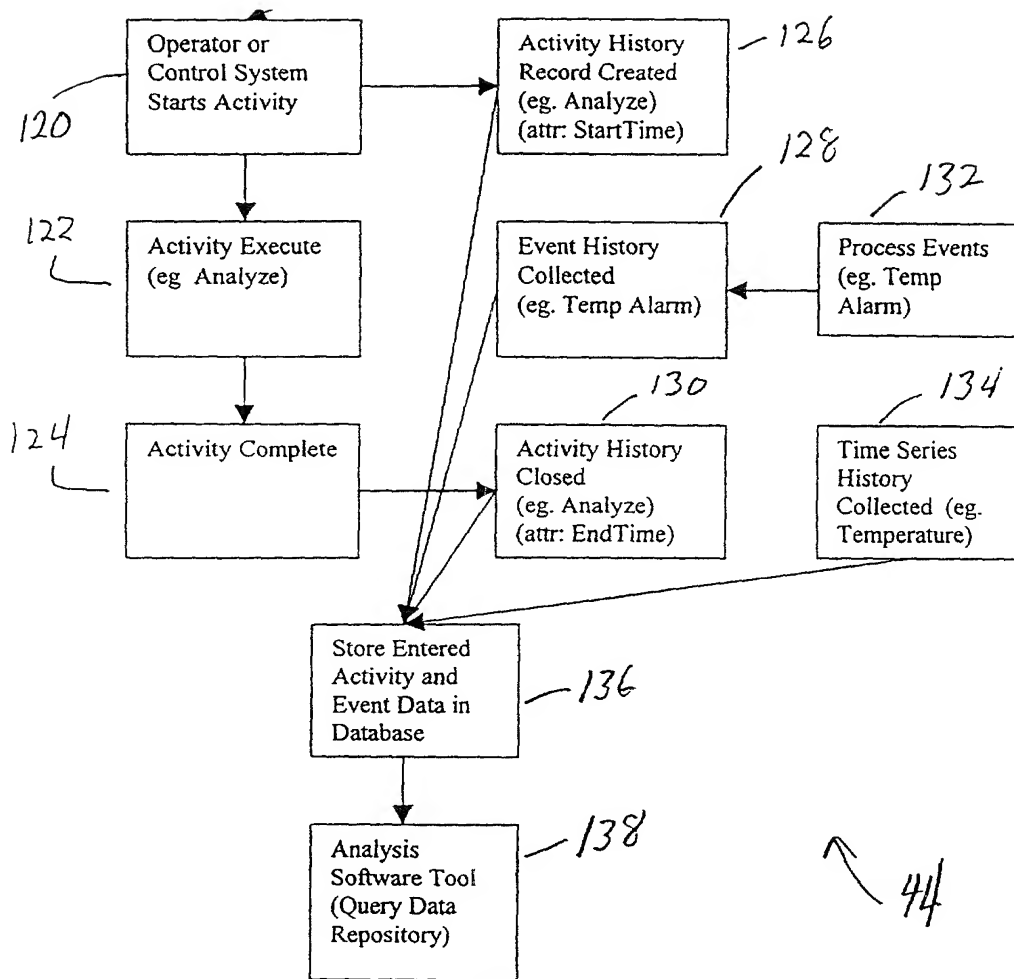 Operator or
Control System
Starts Activity
120
Activity History
Record Created
(eg. Analyze)
(attr: StartTime)
126
122
Activity Execute
(eg Analyze)
Event History
Collected
(eg. Temp Alarm)
128
Process Events
(eg. Temp
Alarm)
132
124
Activity Complete
Activity History
Closed
(eg. Analyze)
(attr: EndTime)
130
Time Series
History
Collected (eg.
Temperature)
134
Store Entered
Activity and
Event Data in
Database
136
Analysis
Software Tool
(Query Data
Repository)
138
44